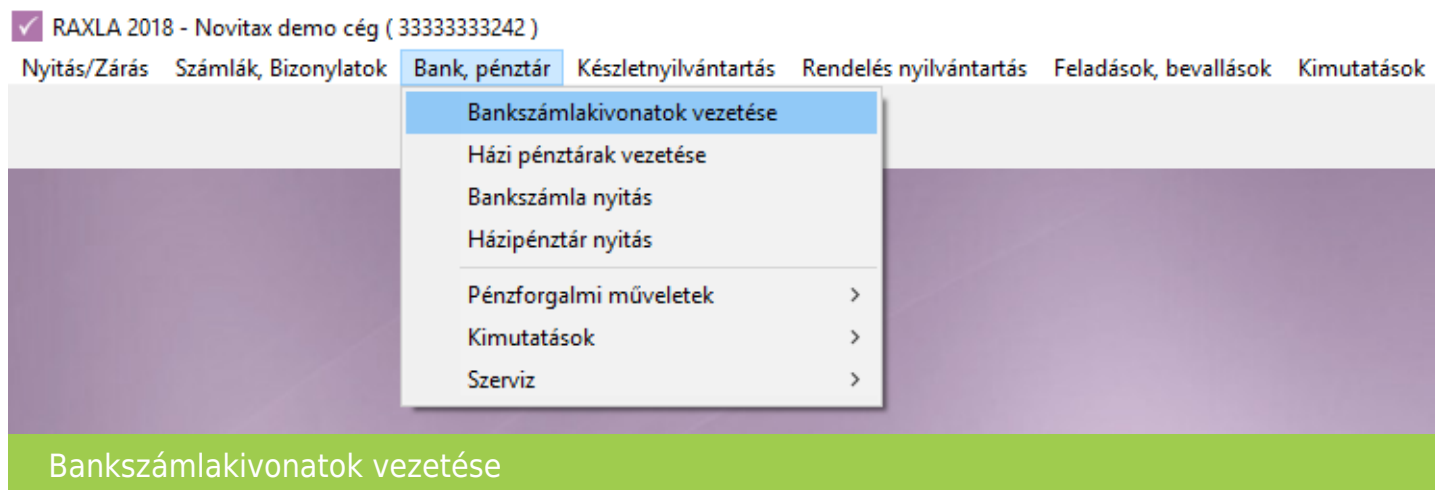 RAXLA 2018 - Novitax demo cég ( 33333333242 )
Nyitás/Zárás Számlák, Bizonylatok Bank, pénztár Készletnyilvántartás Rendelés nyilvántartás Feladások, bevallások Kimutatások
Bankszámlakivonatok vezetése
Házi pénztárak vezetése
Bankszámla nyitás
Házipénztár nyitás
Pénzforgalmi műveletek
Kimutatások
Szerviz
Bankszámlakivonatok vezetése